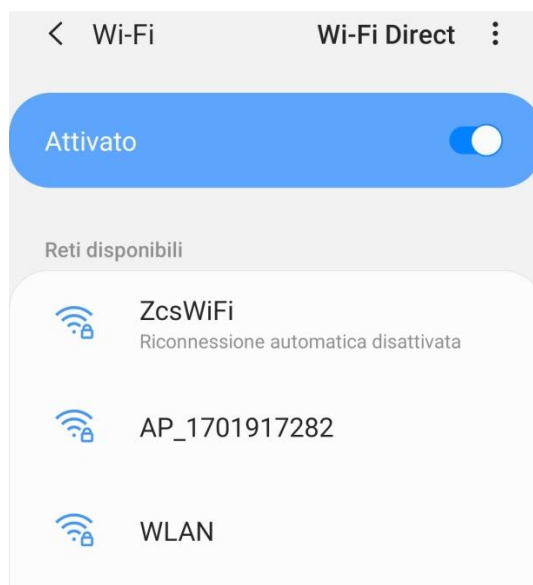 Wi-Fi Wi-Fi Direct
Attivato
Reti disponibili
ZcsWiFi
Riconnessione automatica disattivata
AP_1701917282
WLAN